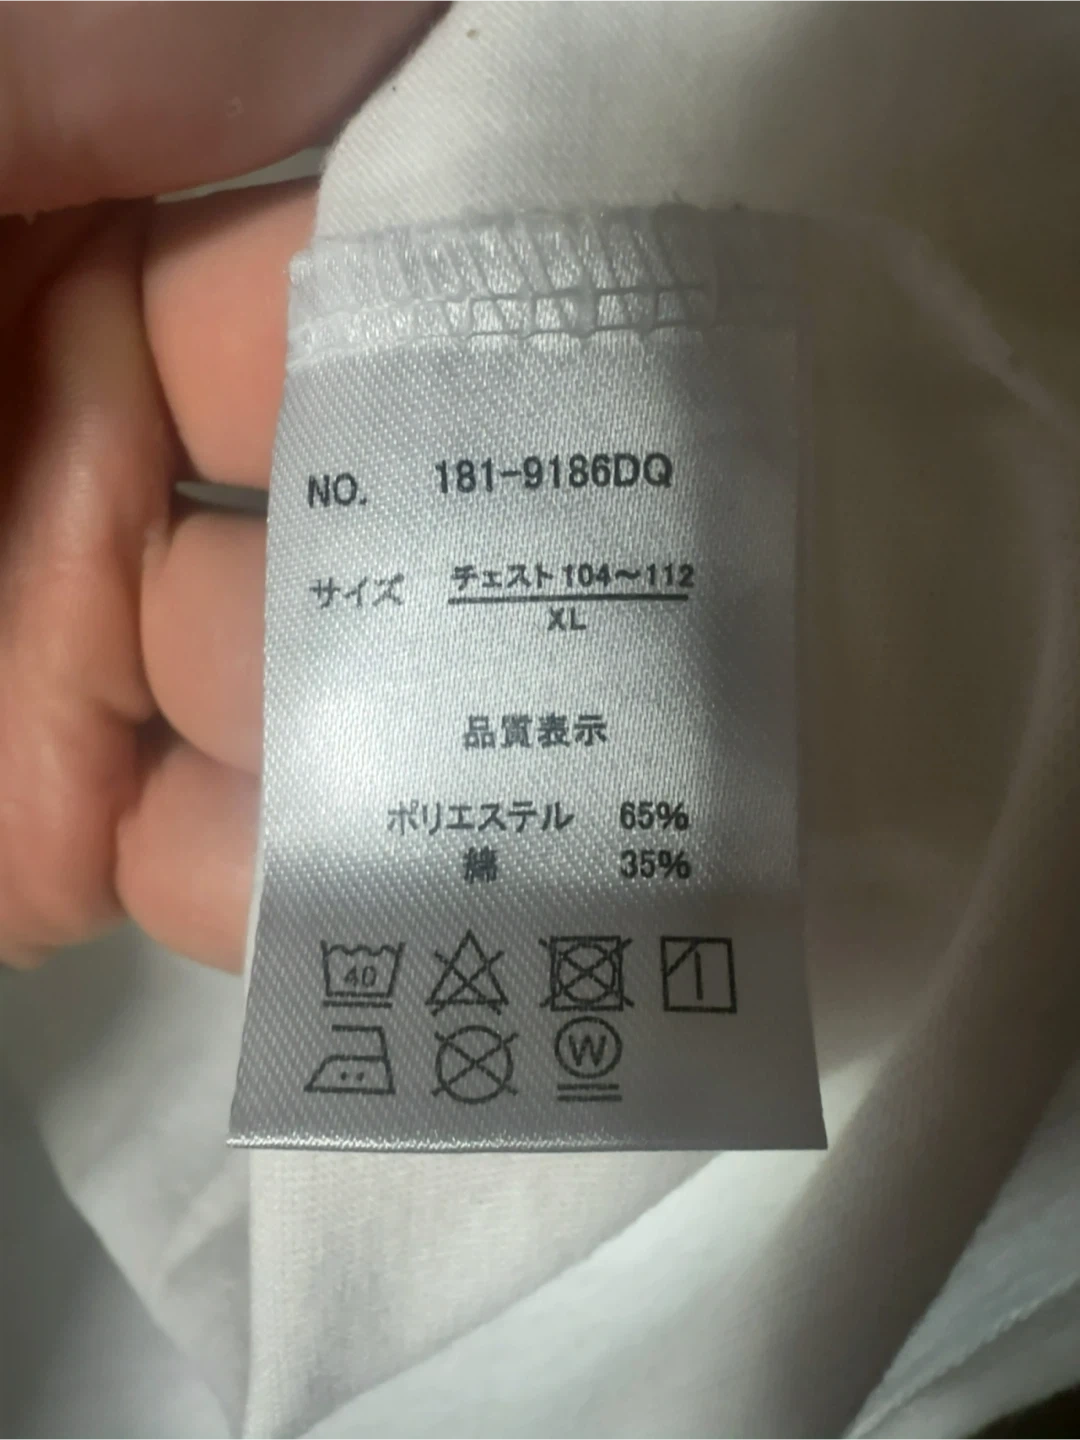 NO. 181-9186DQ
サイズ チェスト104～112
XL
品質表示
ポリエステル 65%
綿 35%
40
W